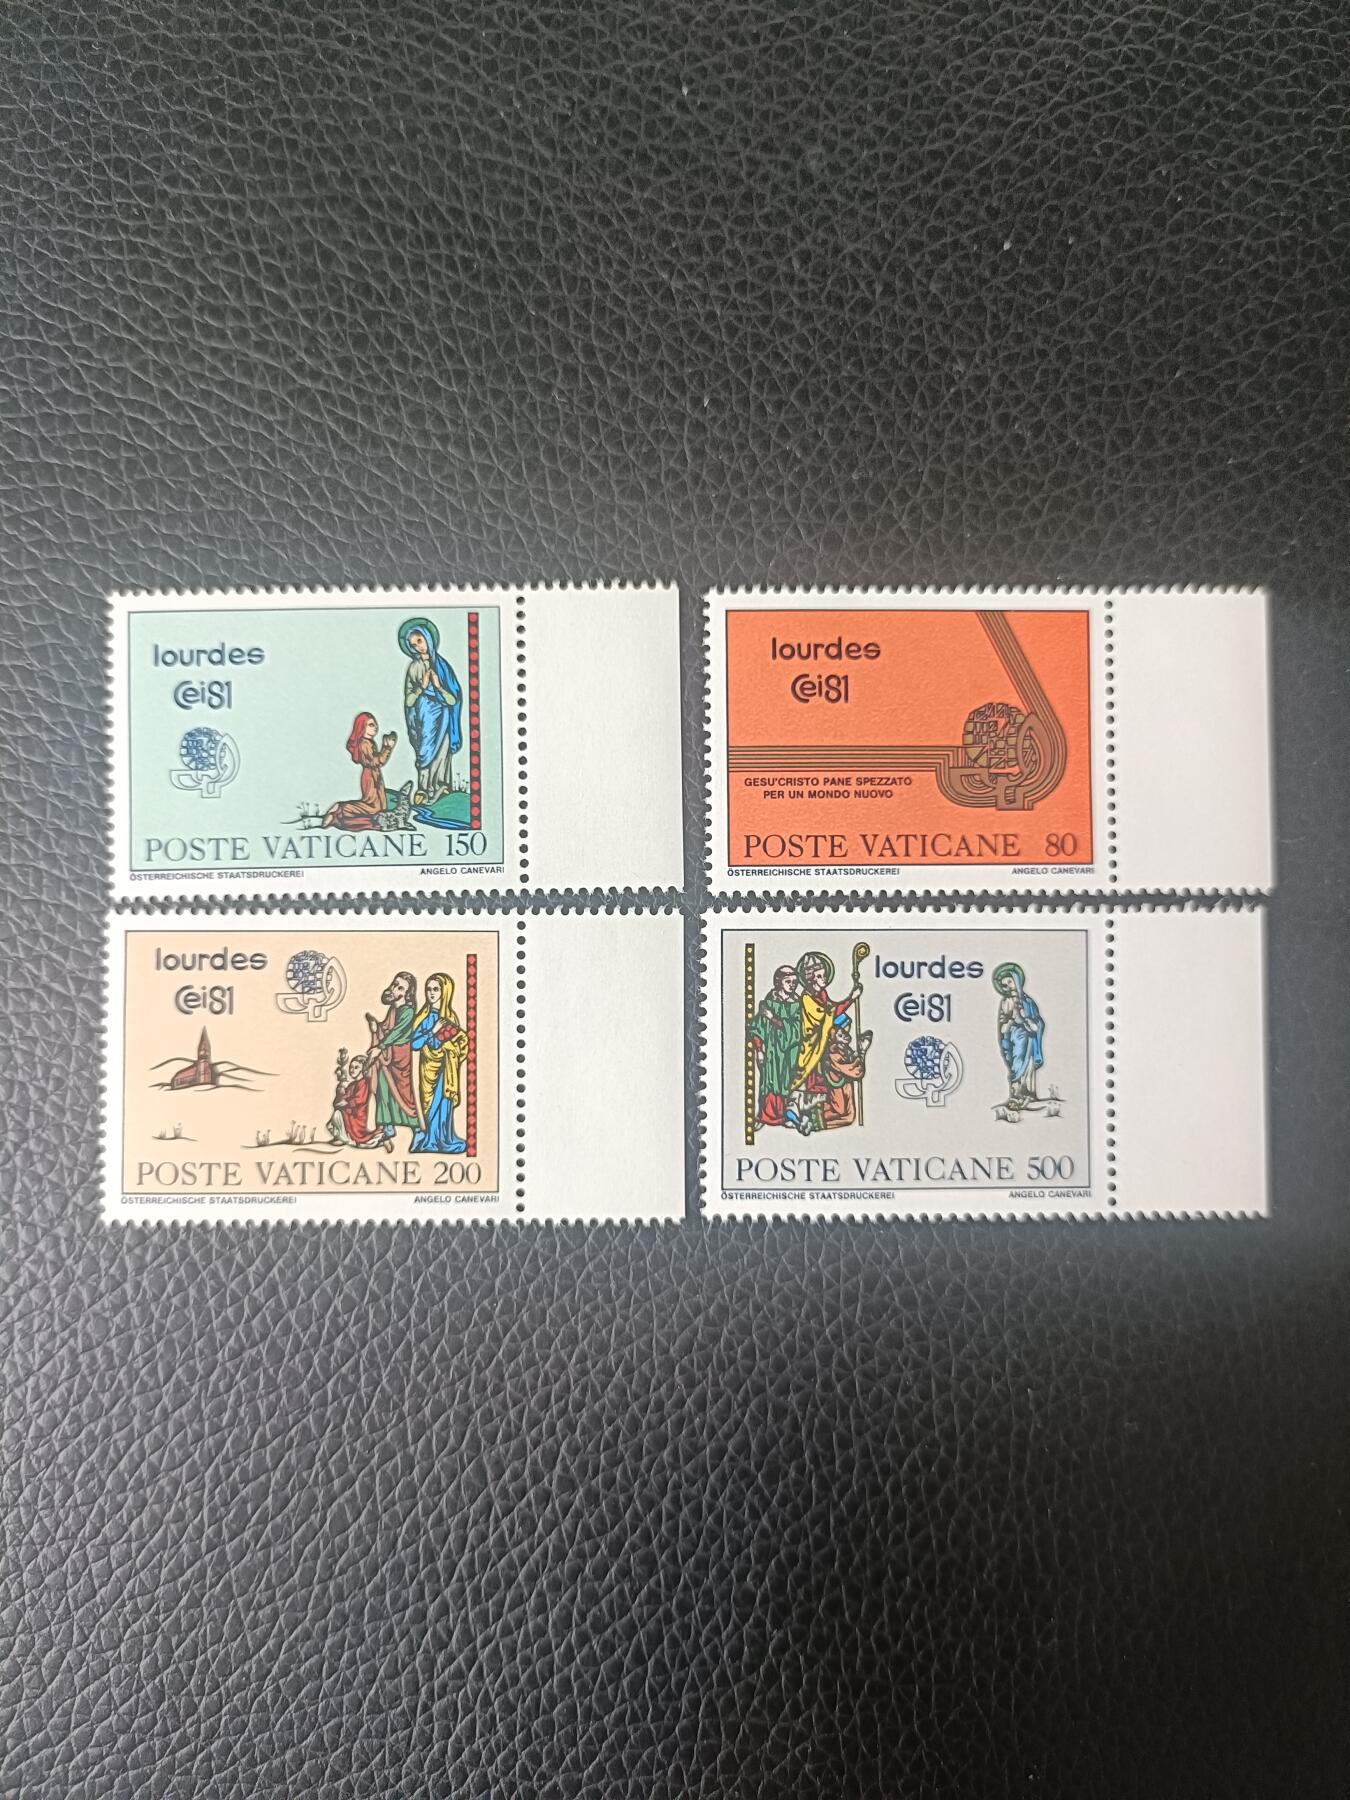 lourdes
Cei81
POSTE VATICANE 150
ÖSTERREICHISCHE STAATSDRUCKEREI ANGELO CANEVARI
lourdes
Cei81
GESU'CRISTO PANE SPEZZATO
PER UN MONDO NUOVO
POSTE VATICANE 80
ÖSTERREICHISCHE STAATSDRUCKEREI ANGELO CANEVARI
lourdes
Cei81
POSTE VATICANE 200
ÖSTERREICHISCHE STAATSDRUCKEREI ANGELO CANEVARI
lourdes
Cei81
POSTE VATICANE 500
ÖSTERREICHISCHE STAATSDRUCKEREI ANGELO CANEVARI